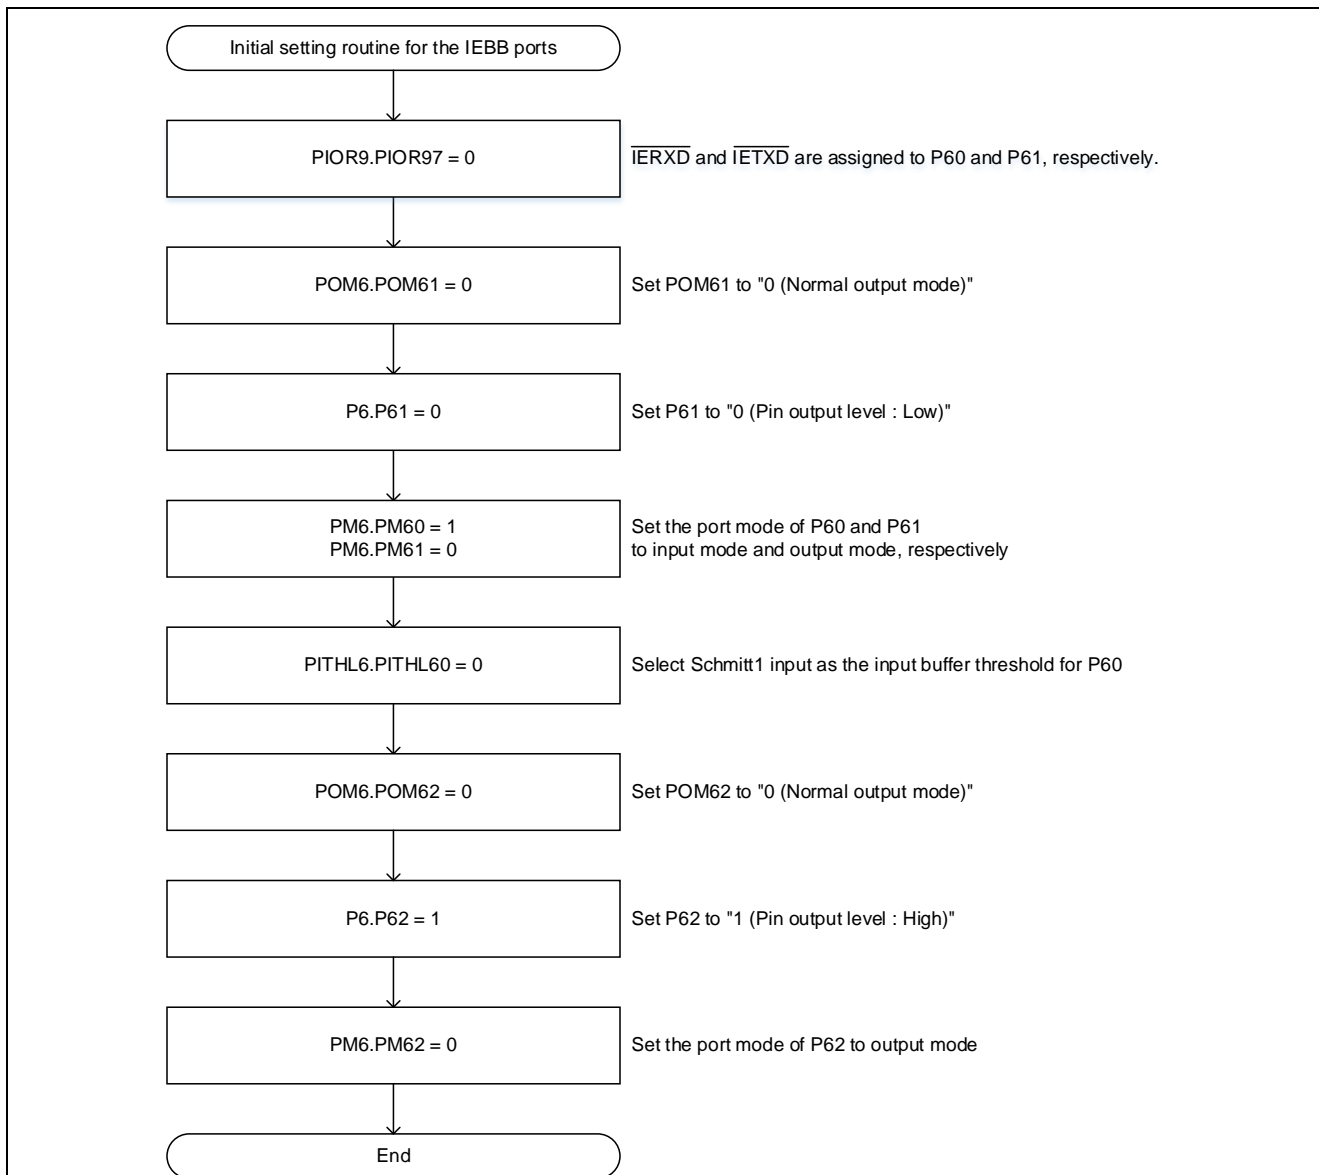 Initial setting routine for the IEBB ports
PIOR9.PIOR97 = 0
IERXD and IETXD are assigned to P60 and P61, respectively.
POM6.POM61 = 0
Set POM61 to "0 (Normal output mode)"
P6.P61 = 0
Set P61 to "0 (Pin output level : Low)"
PM6.PM60 = 1
PM6.PM61 = 0
Set the port mode of P60 and P61
to input mode and output mode, respectively
PITHL6.PITHL60 = 0
Select Schmitt1 input as the input buffer threshold for P60
POM6.POM62 = 0
Set POM62 to "0 (Normal output mode)"
P6.P62 = 1
Set P62 to "1 (Pin output level : High)"
PM6.PM62 = 0
Set the port mode of P62 to output mode
End